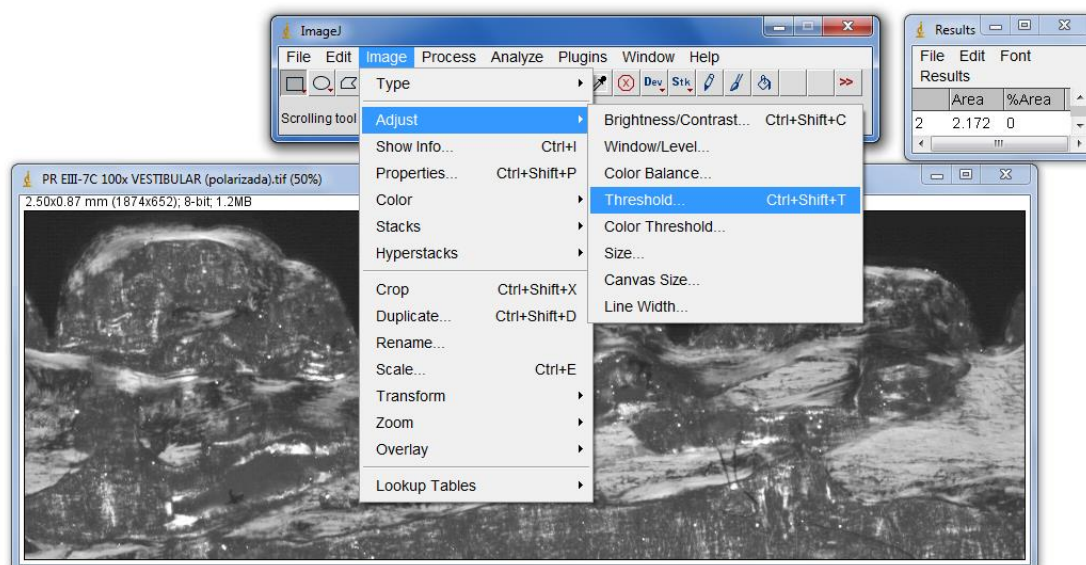 ImageJ
File Edit Image Process Analyze Plugins Window Help
Dev Stk >>
Scrolling tool
Type
Adjust
Show Info... Ctrl+I
Properties... Ctrl+Shift+P
Color
Stacks
Hyperstacks
Crop Ctrl+Shift+X
Duplicate... Ctrl+Shift+D
Rename...
Scale... Ctrl+E
Transform
Zoom
Overlay
Lookup Tables
Brightness/Contrast... Ctrl+Shift+C
Window/Level...
Color Balance...
Threshold... Ctrl+Shift+T
Color Threshold...
Size...
Canvas Size...
Line Width...
Results
File Edit Font
Results
Area %Area
2 2.172 0
PR EIII-7C 100x VESTIBULAR (polarizada).tif (50%)
2.50x0.87 mm (1874x652); 8-bit; 1.2MB